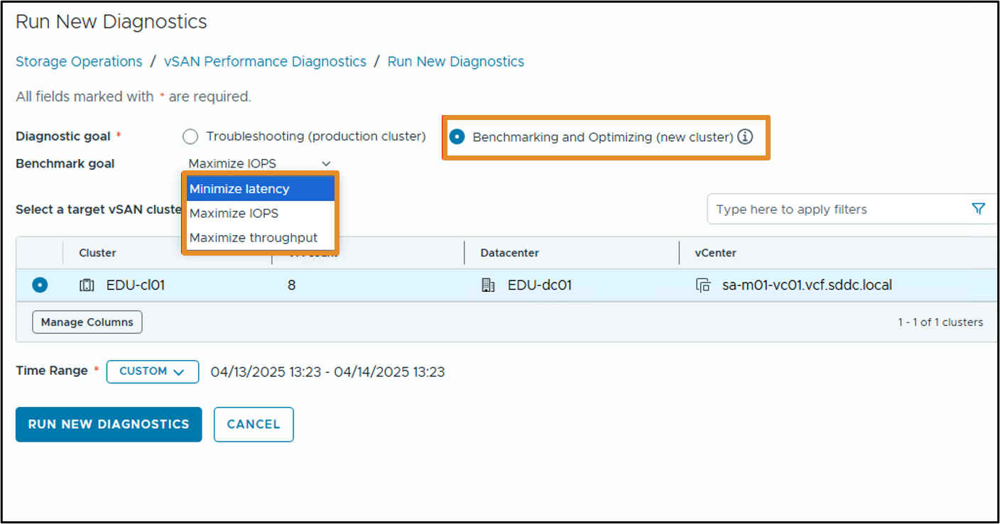 Run New Diagnostics
Storage Operations / vSAN Performance Diagnostics / Run New Diagnostics
All fields marked with * are required.
Diagnostic goal * Troubleshooting (production cluster) Benchmarking and Optimizing (new cluster)
Benchmark goal Maximize IOPS
Minimize latency
Maximize IOPS
Maximize throughput
Select a target vSAN Type here to apply filters
Cluster Datacenter vCenter
EDU-cl01 8 EDU-dc01 sa-m01-vc01.vcf.sddc.local
Manage Columns 1 - 1 of 1 clusters
Time Range * CUSTOM 04/13/2025 13:23 - 04/14/2025 13:23
RUN NEW DIAGNOSTICS CANCEL